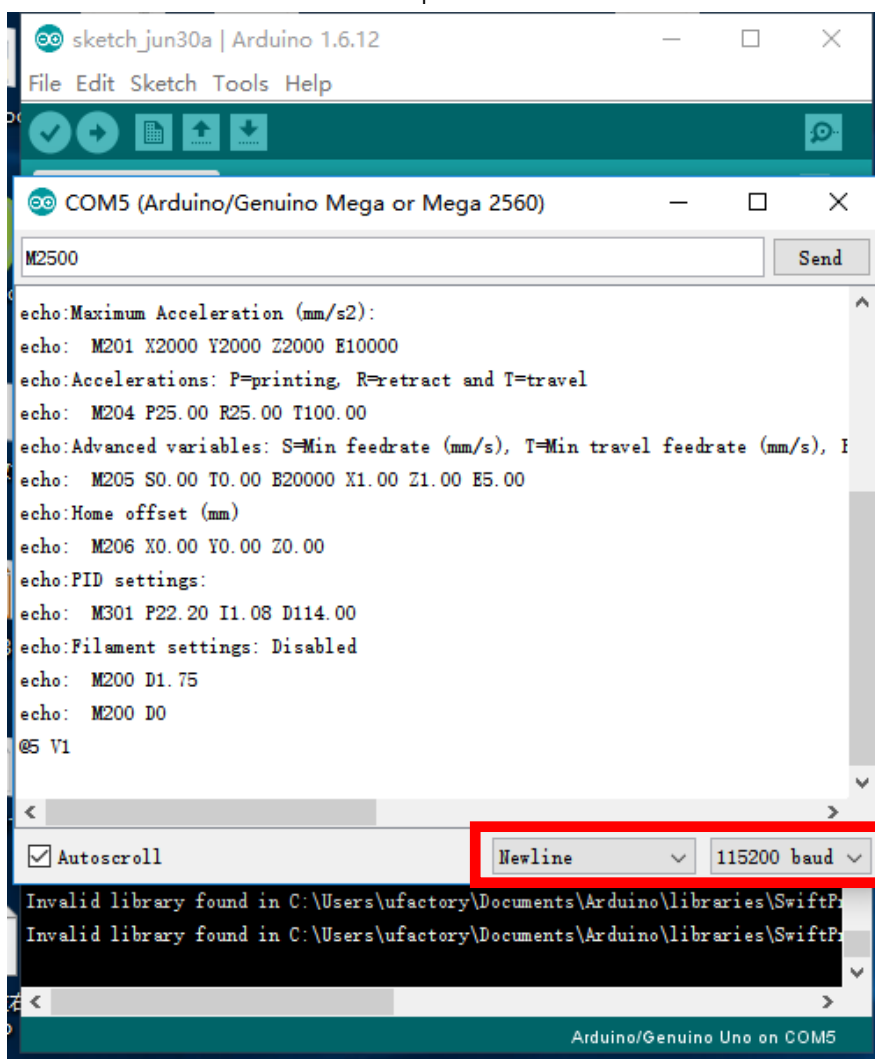 sketch_jun30a | Arduino 1.6.12
File Edit Sketch Tools Help
COM5 (Arduino/Genuino Mega or Mega 2560)
M2500
Send
echo:Maximum Acceleration (mm/s2):
echo:  M201 X2000 Y2000 Z2000 E10000
echo:Accelerations: P=printing, R=retract and T=travel
echo:  M204 P25.00 R25.00 T100.00
echo:Advanced variables: S=Min feedrate (mm/s), T=Min travel feedrate (mm/s),
echo:  M205 S0.00 T0.00 B20000 X1.00 Z1.00 E5.00
echo:Home offset (mm)
echo:  M206 X0.00 Y0.00 Z0.00
echo:PID settings:
echo:  M301 P22.20 I1.08 D114.00
echo:Filament settings: Disabled
echo:  M200 D1.75
echo:  M200 D0
@5 V1
Autoscroll
Newline
115200 baud
Invalid library found in C:\Users\ufactory\Documents\Arduino\libraries\SwiftP
Invalid library found in C:\Users\ufactory\Documents\Arduino\libraries\SwiftP
Arduino/Genuino Uno on COM5